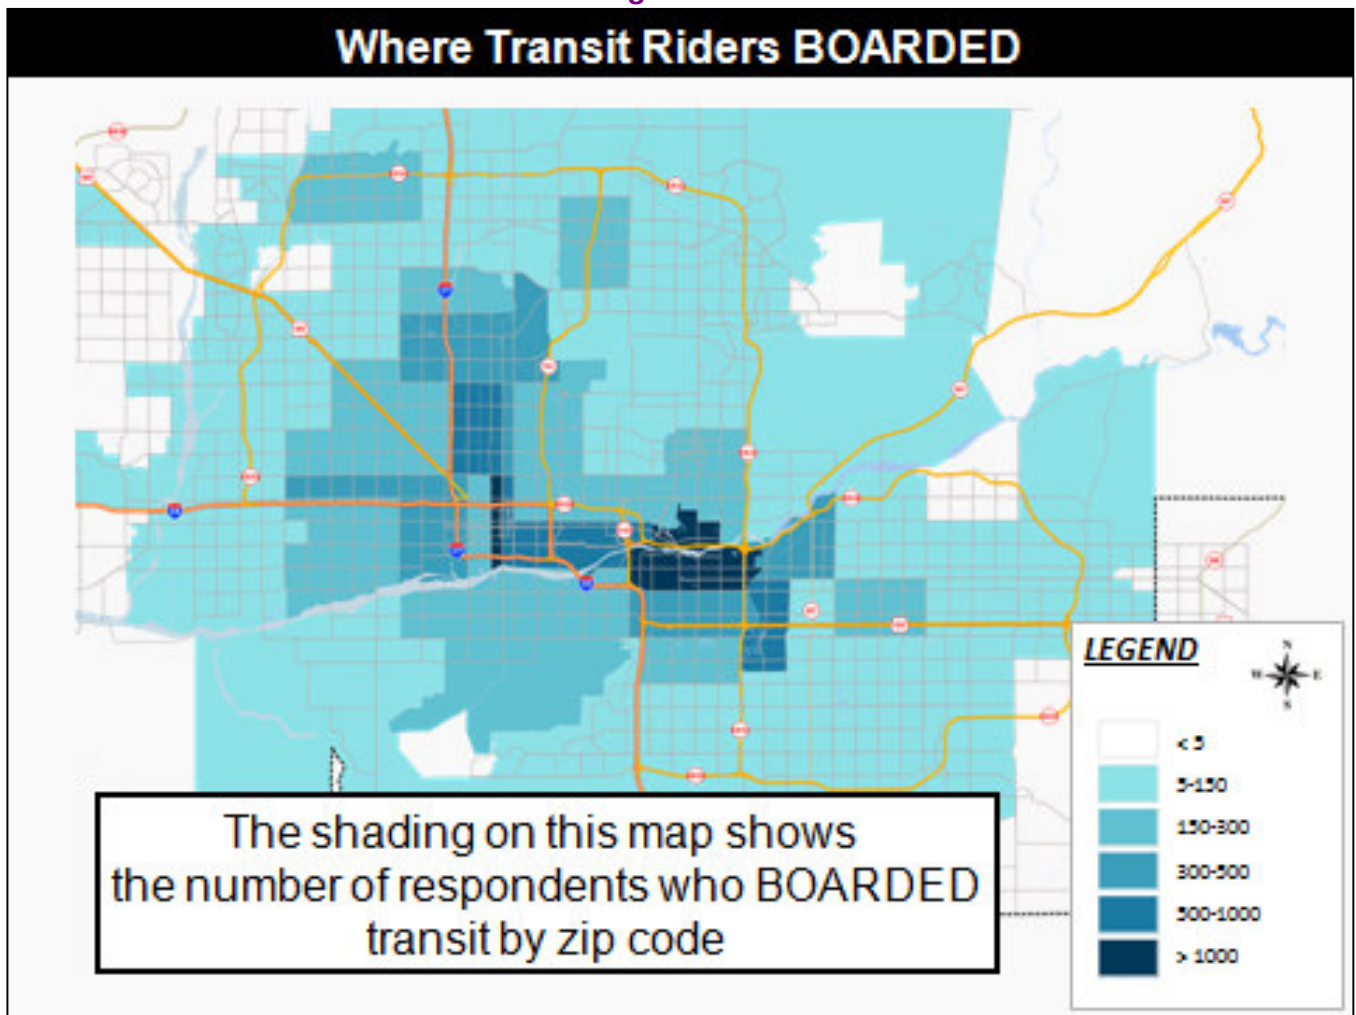 Where Transit Riders BOARDED
LEGEND
N
W
E
S
< 5
5-150
150-300
300-500
500-1000
> 1000
The shading on this map shows
the number of respondents who BOARDED
transit by zip code